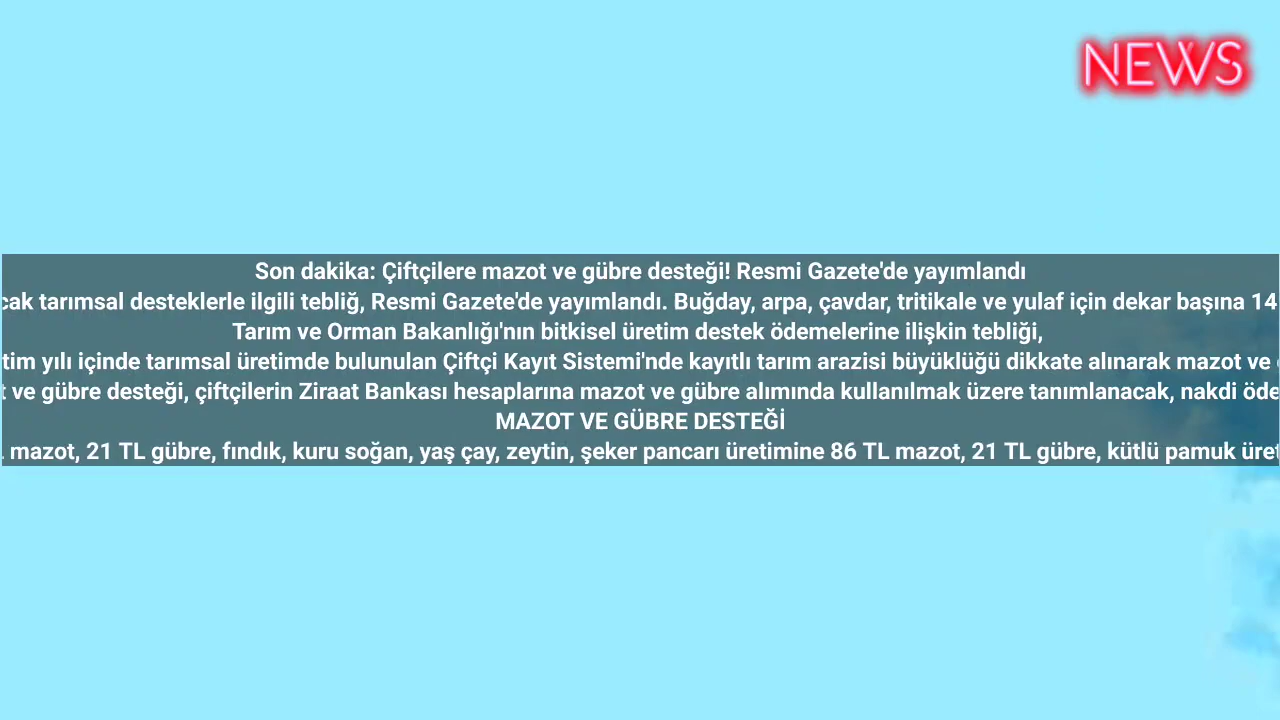 NEWS
Son dakika: Çiftçilere mazot ve gübre desteği! Resmi Gazete'de yayımlandı
tarımsal desteklerle ilgili tebliğ, Resmi Gazete'de yayımlandı. Buğday, arpa, çavdar, tritikale ve yulaf için dekar başına 14
Tarım ve Orman Bakanlığı'nın bitkisel üretim destek ödemelerine ilişkin tebliği,
yılı içinde tarımsal üretimde bulunulan Çiftçi Kayıt Sistemi'nde kayıtlı tarım arazisi büyüklüğü dikkate alınarak mazot ve
ve gübre desteği, çiftçilerin Ziraat Bankası hesaplarına mazot ve gübre alımında kullanılmak üzere tanımlanacak, nakdi
MAZOT VE GÜBRE DESTEĞİ
mazot, 21 TL gübre, fındık, kuru soğan, yaş çay, zeytin, şeker pancarı üretimine 86 TL mazot, 21 TL gübre, kütlü pamuk